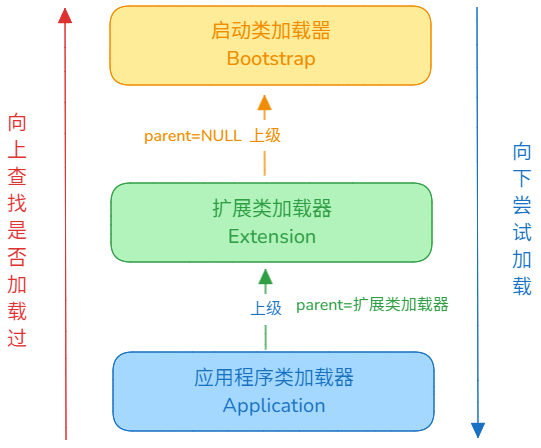 启动类加载器
Bootstrap
parent=NULL 上级
扩展类加载器
Extension
上级
parent=扩展类加载器
应用程序类加载器
Application
向上查找是否加载过
向下尝试加载